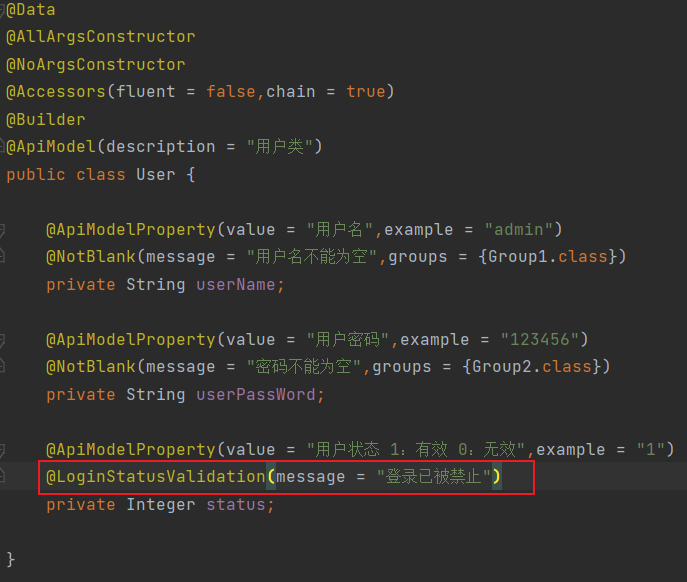 @Data
@AllArgsConstructor
@NoArgsConstructor
@Accessors(fluent = false,chain = true)
@Builder
@ApiModel(description = "用户类")
public class User {
@ApiModelProperty(value = "用户名",example = "admin")
@NotBlank(message = "用户名不能为空",groups = {Group1.class})
private String userName;
@ApiModelProperty(value = "用户密码",example = "123456")
@NotBlank(message = "密码不能为空",groups = {Group2.class})
private String userPassWord;
@ApiModelProperty(value = "用户状态 1：有效 0：无效",example = "1")
@LoginStatusValidation(message = "登录已被禁止")
private Integer status;
}